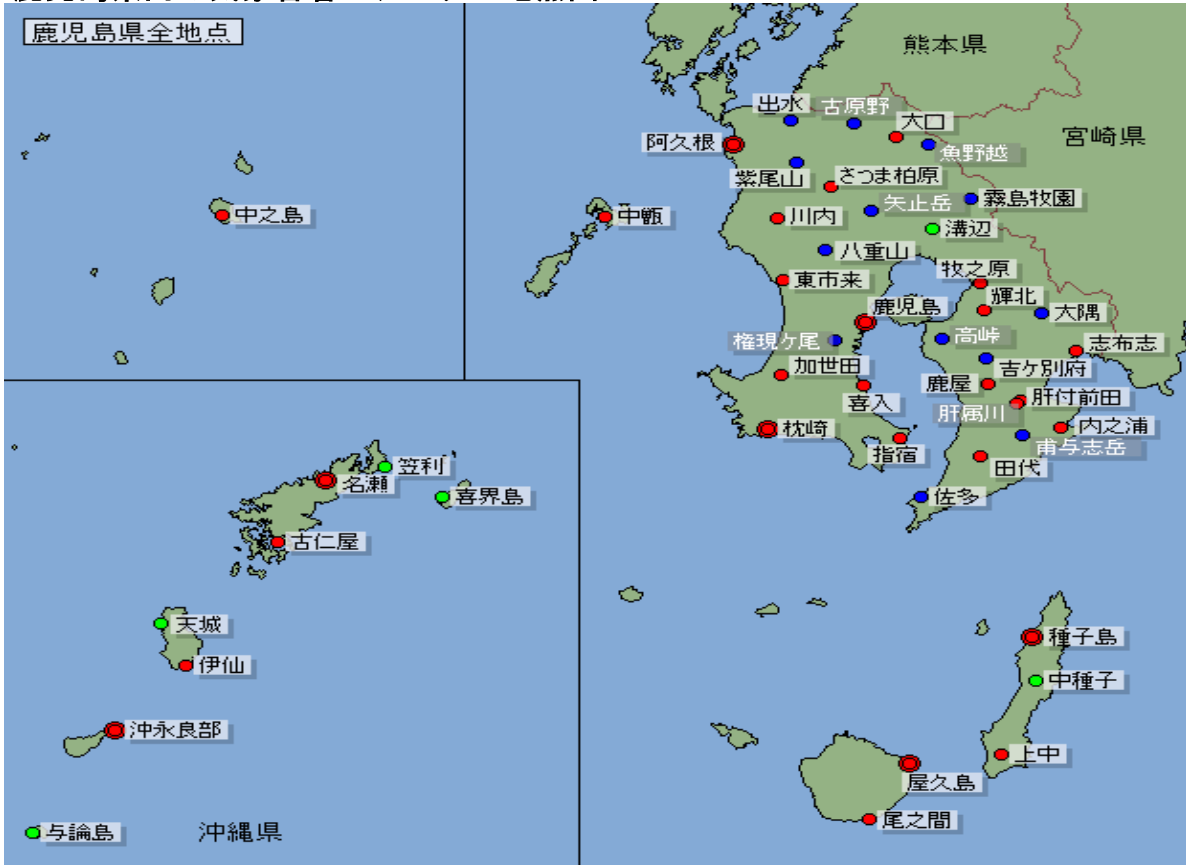 鹿児島県全地点
熊本県
宮崎県
出水
古原野
大口
阿久根
魚野越
紫尾山
さつま柏原
矢止岳
霧島牧園
中之島
中甑
川内
溝辺
八重山
牧之原
東市来
輝北
鹿児島
大隅
権現ヶ尾
高峠
志布志
加世田
吉ケ別府
鹿屋
喜入
肝付前田
肝属川
枕崎
内之浦
指宿
甫与志岳
田代
佐多
笠利
名瀬
喜界島
古仁屋
天城
伊仙
沖永良部
与論島
沖縄県
種子島
中種子
上中
屋久島
尾之間